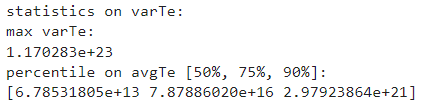 statistics on varTe:
max varTe:
1.170283e+23
percentile on avgTe [50%, 75%, 90%]:
[6.78531805e+13 7.87886020e+16 2.97923864e+21]